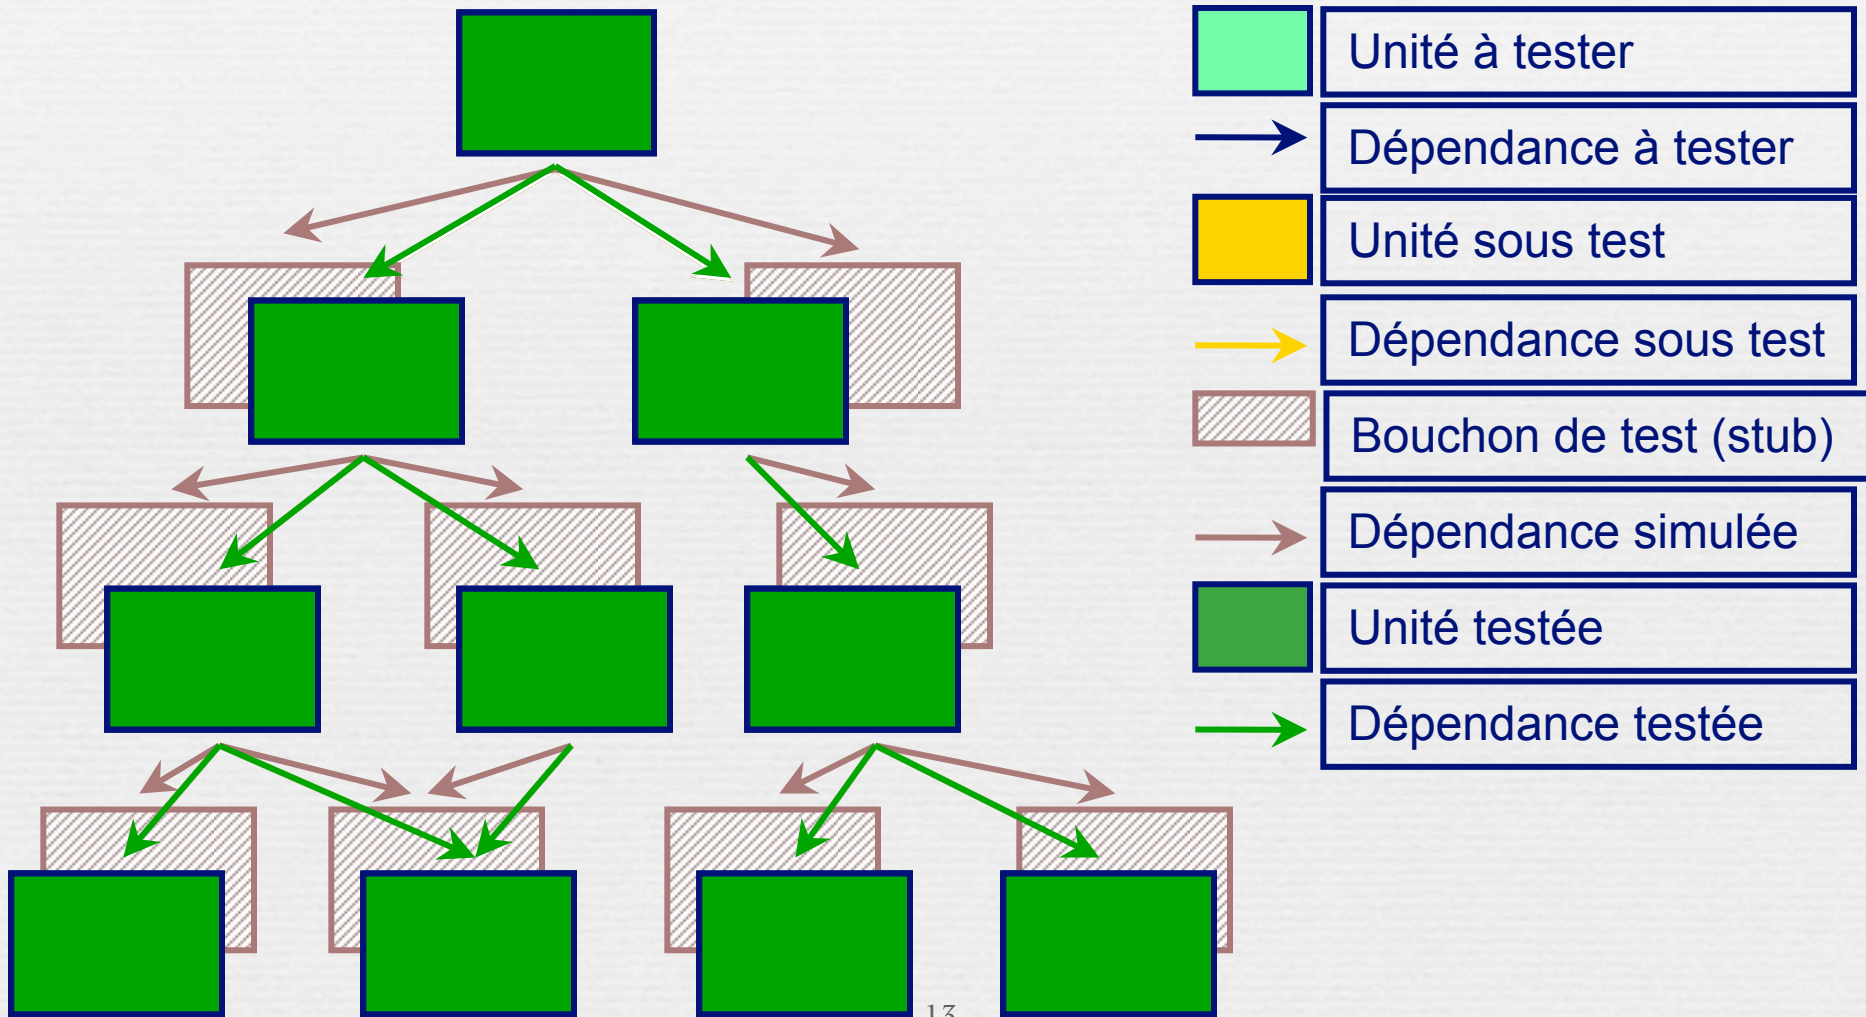 Unité à tester
Dépendance à tester
Unité sous test
Dépendance sous test
Bouchon de test (stub)
Dépendance simulée
Unité testée
Dépendance testée
13